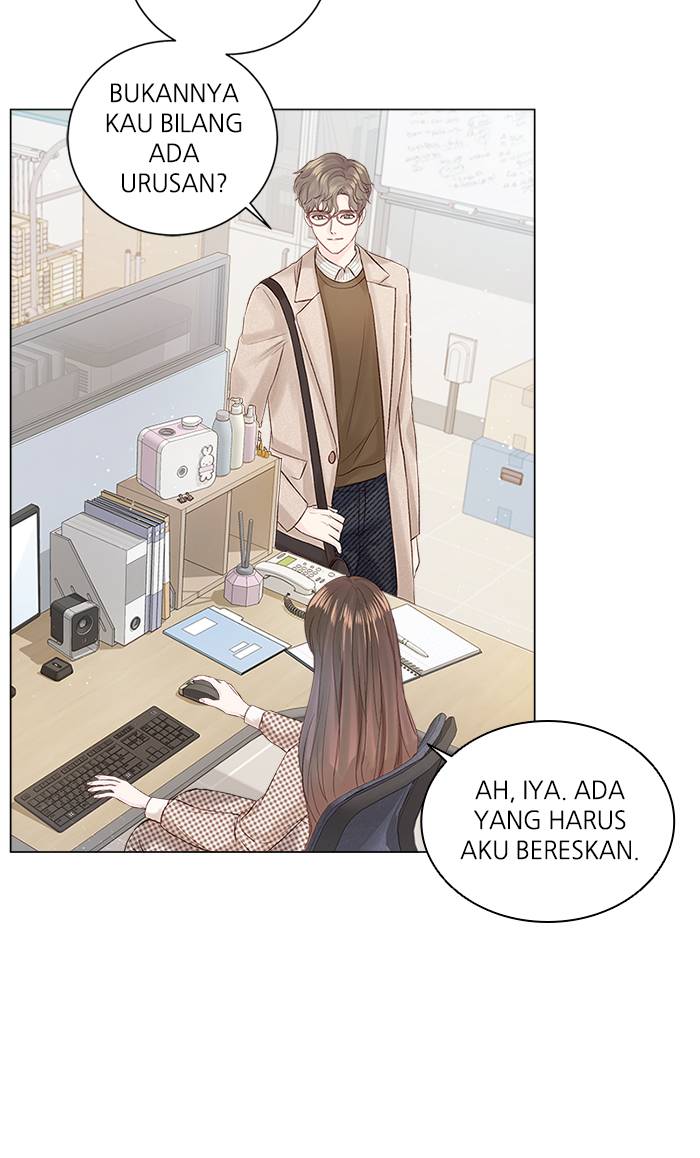 BUKANNYA
KAU BILANG
ADA
URUSAN?
AH, IYA. ADA
YANG HARUS
AKU BERESKAN.